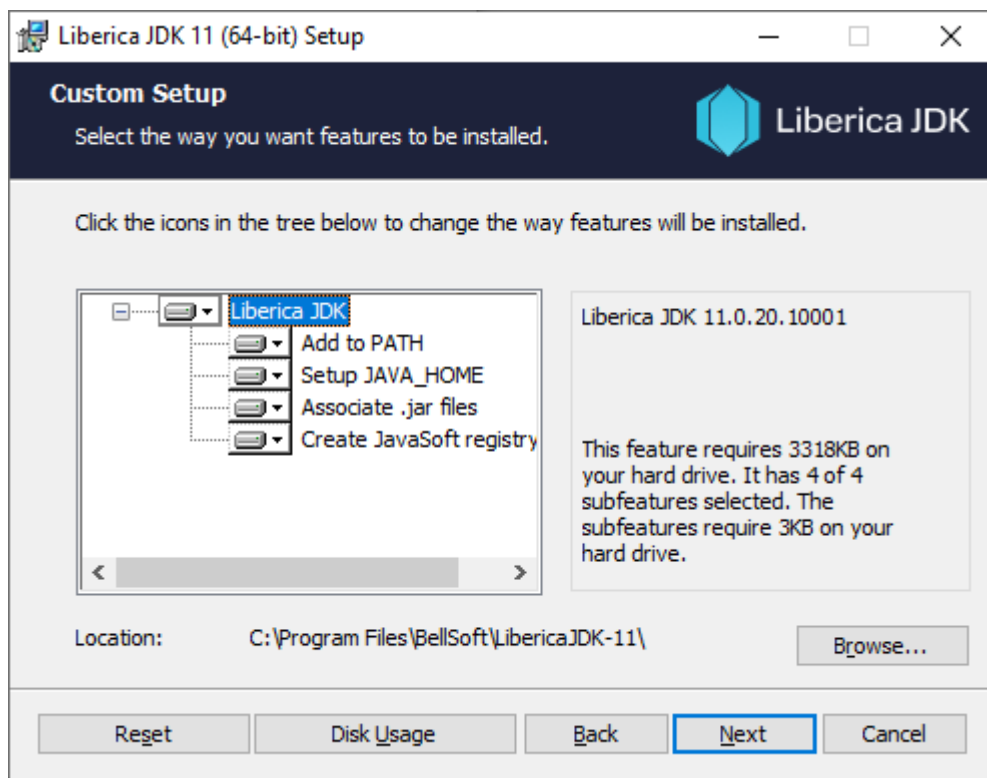 Liberica JDK 11 (64-bit) Setup
Custom Setup
Select the way you want features to be installed.
Liberica JDK
Click the icons in the tree below to change the way features will be installed.
Liberica JDK
Add to PATH
Setup JAVA_HOME
Associate .jar files
Create JavaSoft registry
Liberica JDK 11.0.20.10001
This feature requires 3318KB on
your hard drive. It has 4 of 4
subfeatures selected. The
subfeatures require 3KB on your
hard drive.
Location: C:\Program Files\BellSoft\LibericaJDK-11\
Browse...
Reset Disk Usage Back Next Cancel